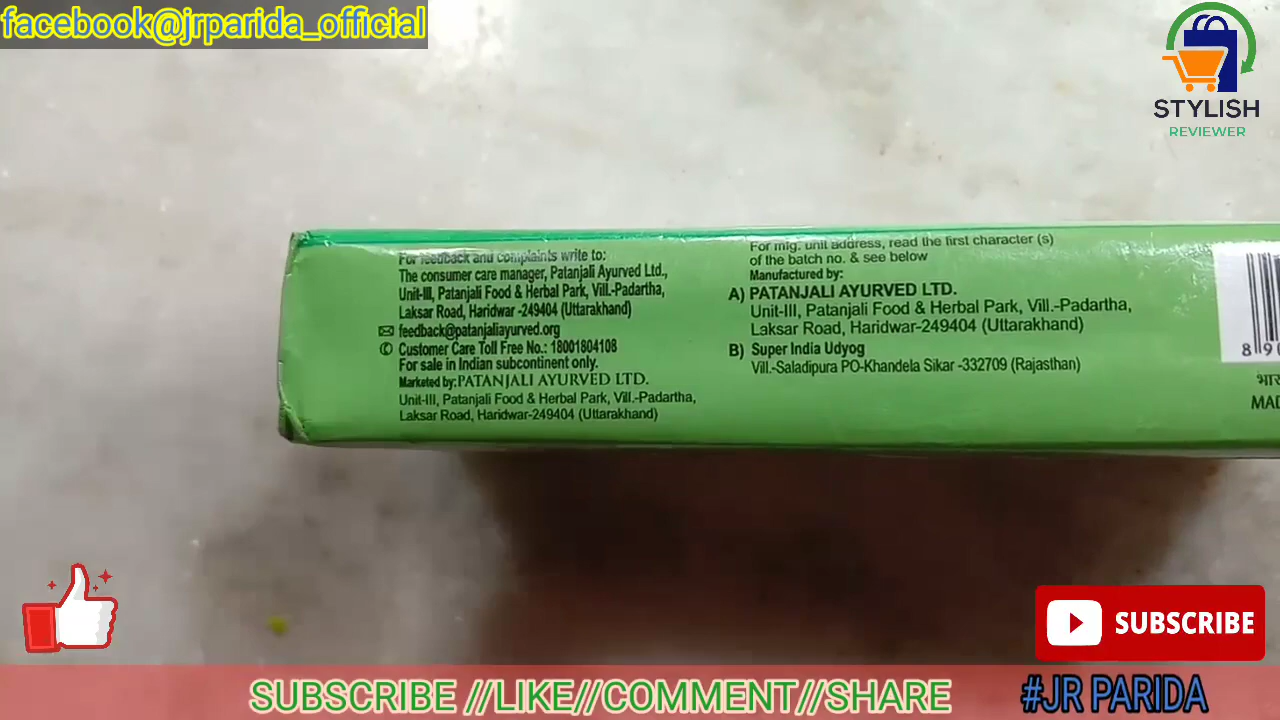 facebook@jrparida_official
STYLISH
REVIEWER
For feedback and complaints write to:
The consumer care manager, Patanjali Ayurved Ltd.,
Unit-III, Patanjali Food & Herbal Park, Vill.-Padartha,
Laksar Road, Haridwar -249404 (Uttarakhand)
feedback@patanjaliayurved.org
Customer Care Toll Free No.: 18001804108
For sale in Indian subcontinent only.
Marketed by: PATANJALI AYURVED LTD.
Unit-III, Patanjali Food & Herbal Park, Vill.-Padartha,
Laksar Road, Haridwar-249404 (Uttarakhand)
For mfg. unit address, read the first character (s)
of the batch no. & see below
Manufactured by:
A) PATANJALI AYURVED LTD.
Unit-III, Patanjali Food & Herbal Park, Vill.-Padartha,
Laksar Road, Haridwar-249404 (Uttarakhand)
B) Super India Udyog
Vill.-Saladipura PO-Khandela Sikar -332709 (Rajasthan)
SUBSCRIBE
SUBSCRIBE //LIKE//COMMENT//SHARE
#JR PARIDA